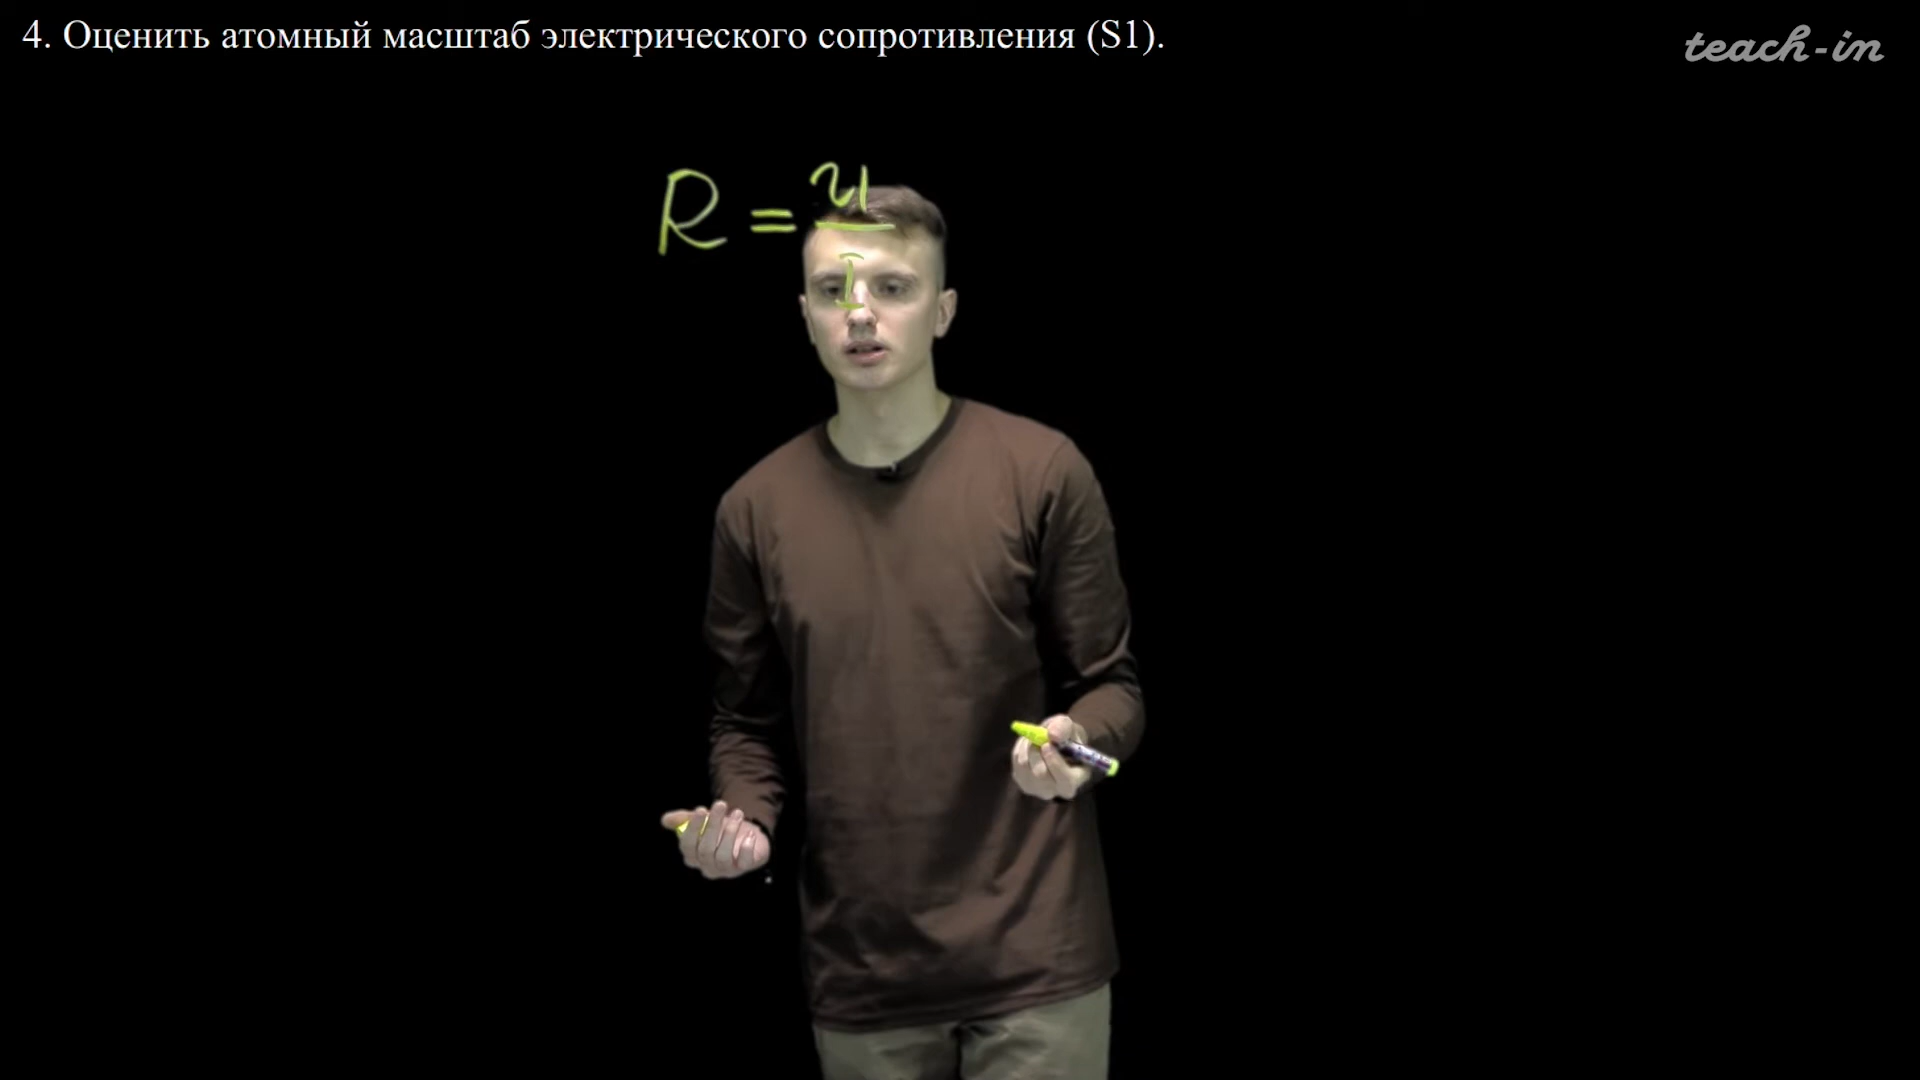 4. Оценить атомный масштаб электрического сопротивления (S1).
teach-in
R = U
I